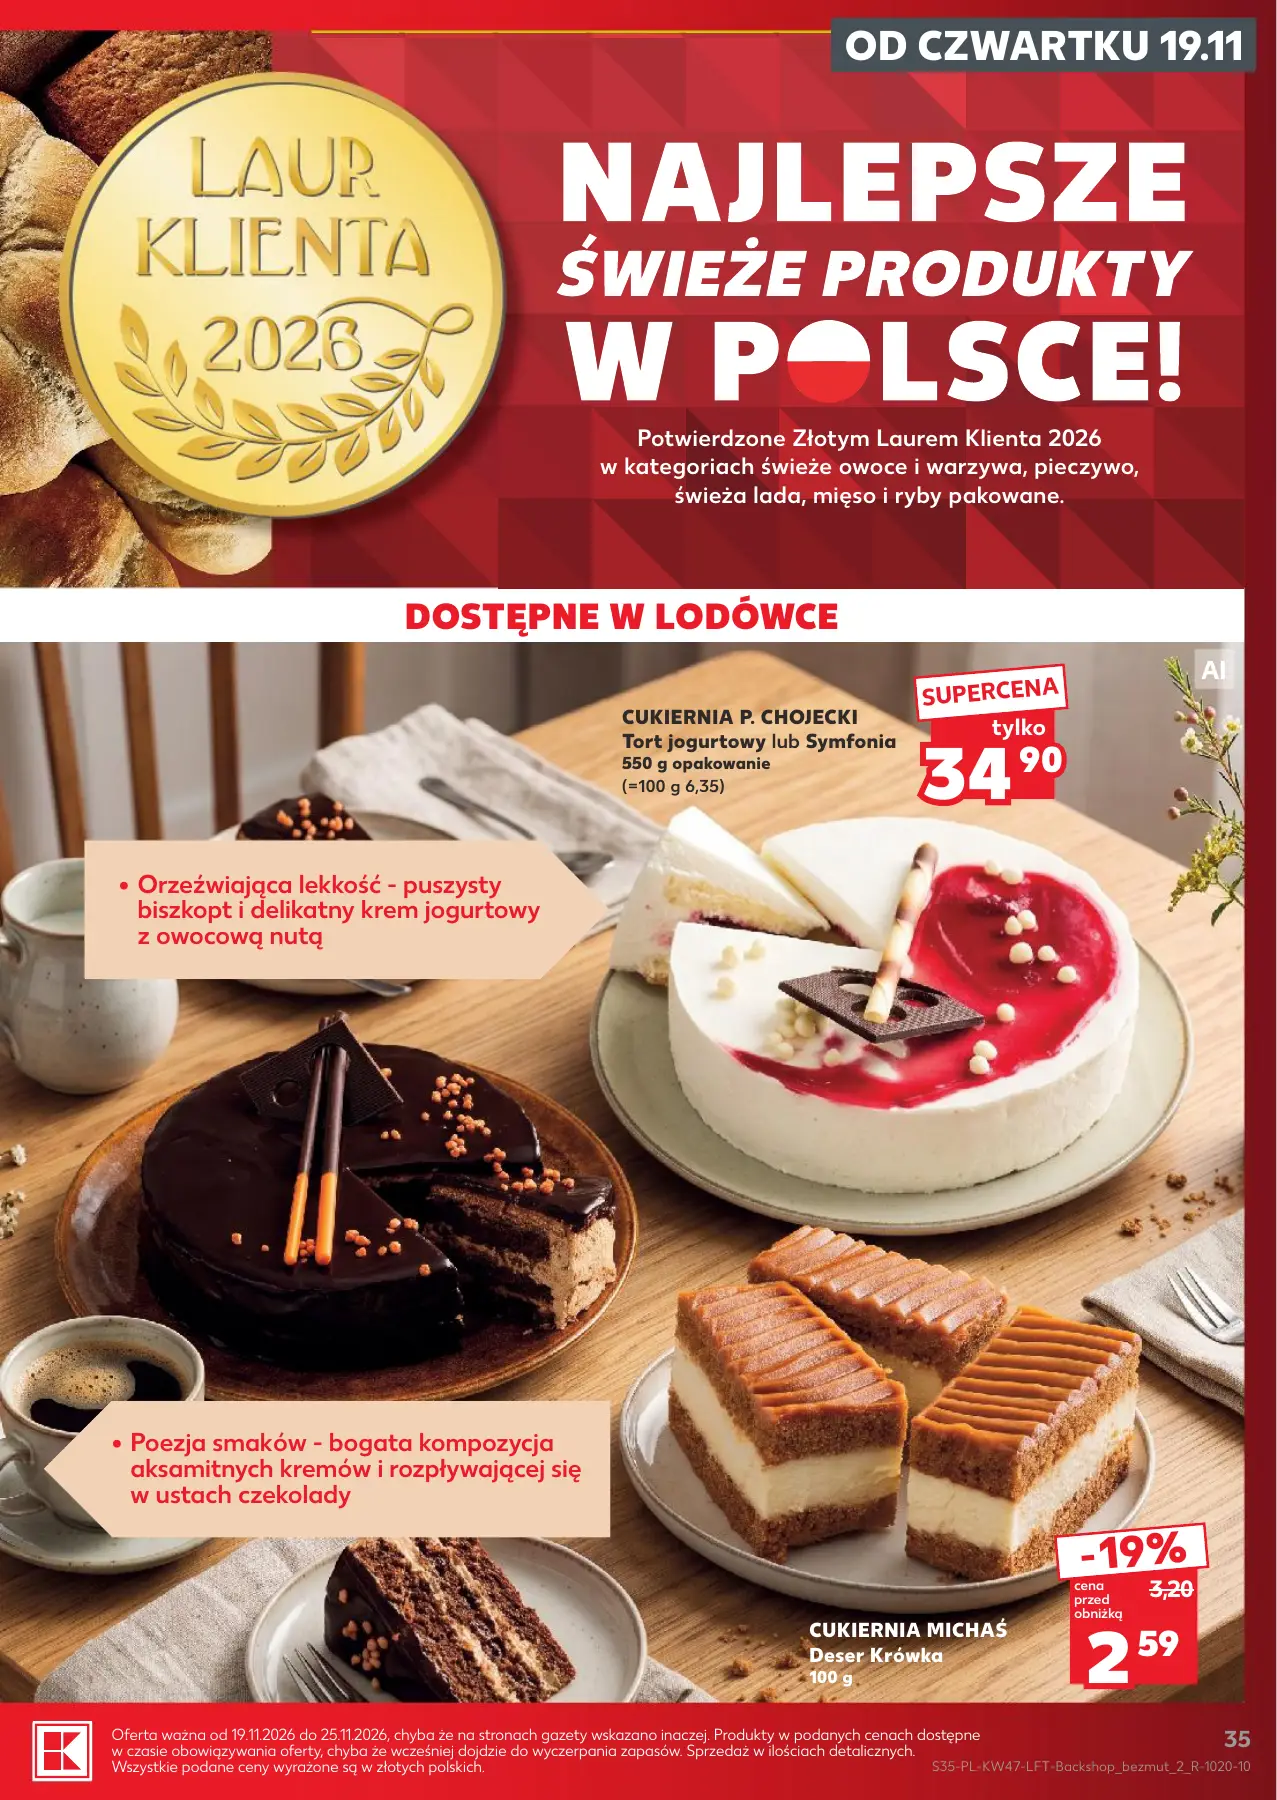 OD CZWARTKU 19.11
LAUR
KLIENTA
2026
NAJLEPSZE
ŚWIEŻE PRODUKTY
W POLSCE!
Potwierdzone Złotym Laurem Klienta 2026
w kategoriach świeże owoce i warzywa, pieczywo,
świeża lada, mięso i ryby pakowane.
DOSTĘPNE W LODÓWCE
AI
CUKIERNIA P. CHOJECKI
Tort jogurtowy lub Symfonia
550 g opakowanie
(=100 g 6,35)
SUPERCENA
tylko
34 90
• Orzeźwiająca lekkość - puszysty
biszkopt i delikatny krem jogurtowy
z owocową nutą
• Poezja smaków - bogata kompozycja
aksamitnych kremów i rozpływającej się
w ustach czekolady
-19%
cena
przed
obniżką
3,20
2 59
CUKIERNIA MICHAŚ
Deser Krówka
100 g
Oferta ważna od 19.11.2026 do 25.11.2026, chyba że na stronach gazety wskazano inaczej. Produkty w podanych cenach dostępne
w czasie obowiązywania oferty, chyba że wcześniej dojdzie do wyczerpania zapasów. Sprzedaż w ilościach detalicznych.
Wszystkie podane ceny wyrażone są w złotych polskich.
35
S35-PL-KW47-LFT-Backshop_bezmut_2_R-1020-10